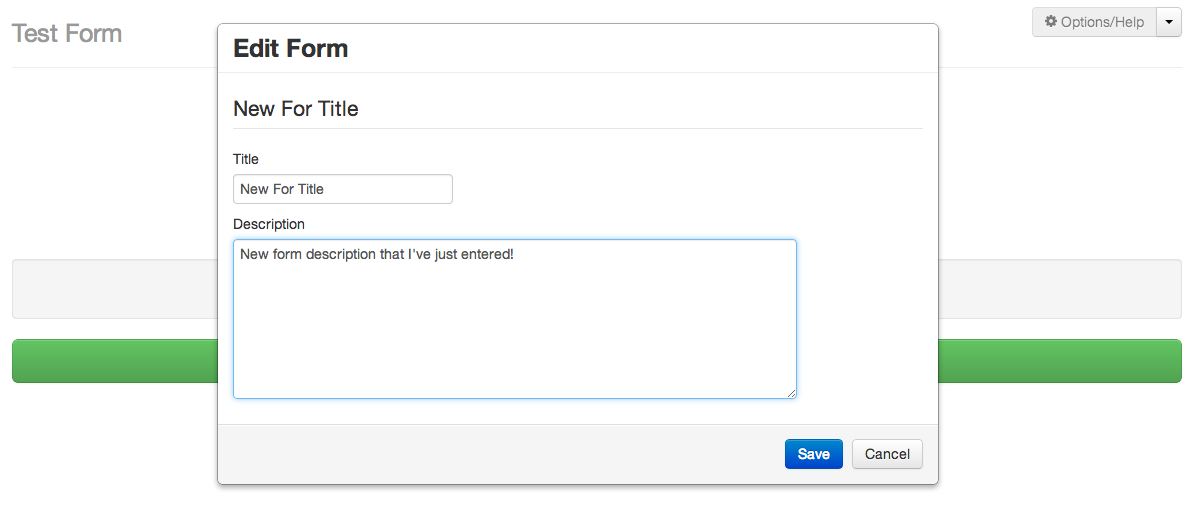 Test Form
Options/Help
Edit Form
New For Title
Title
New For Title
Description
New form description that I've just entered!
Save
Cancel